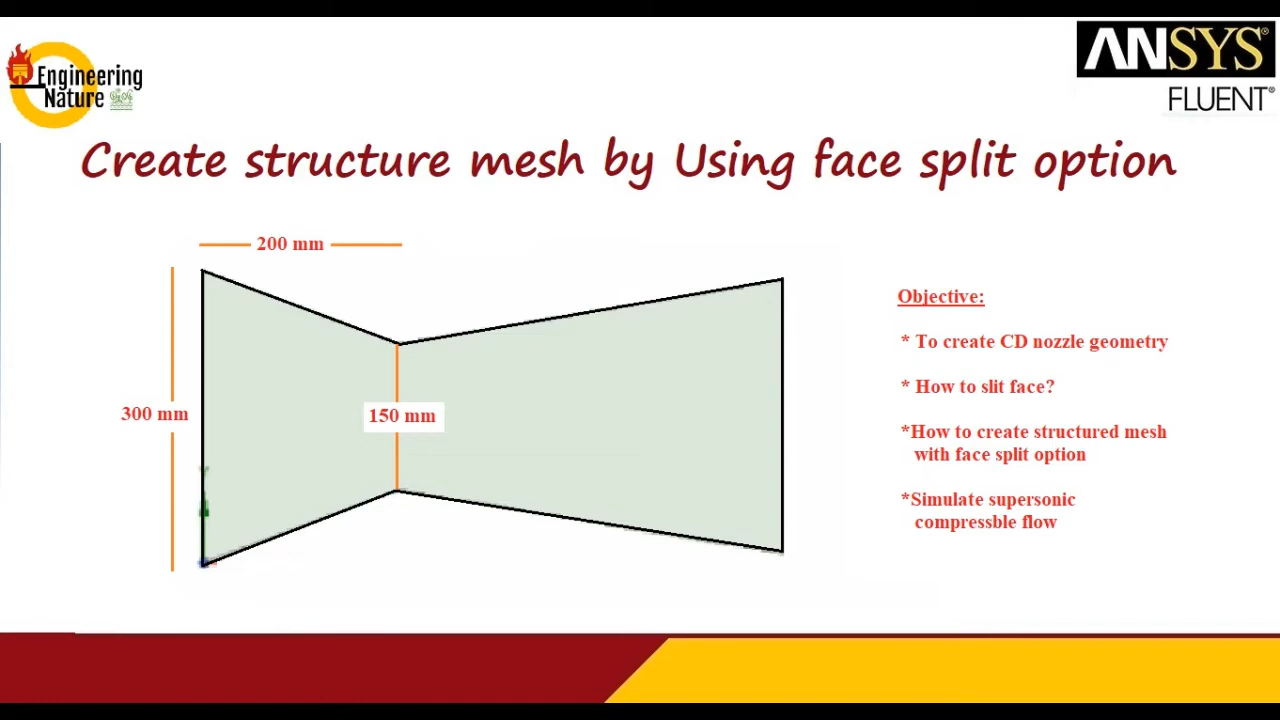 Engineering
Nature
ANSYS®
FLUENT®
Create structure mesh by Using face split option
200 mm
300 mm
150 mm
Objective:
* To create CD nozzle geometry
* How to slit face?
*How to create structured mesh
with face split option
*Simulate supersonic
compressble flow